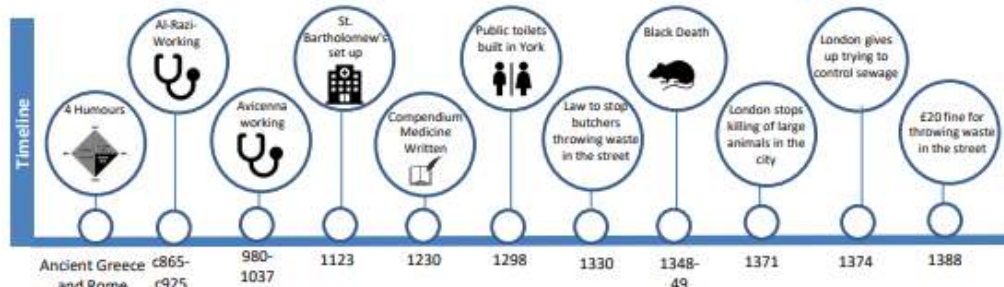 Timeline
4 Humours
Al-Razi-
Working
Avicenna
working
St.
Bartholomew's
set up
Compendium
Medicine
Written
Public toilets
built in York
Law to stop
butchers
throwing waste
in the street
Black Death
London stops
killing of large
animals in the
city
London gives
up trying to
control sewage
£20 fine for
throwing waste
in the street
Ancient Greece
and Rome
c865-
c925
980-
1037
1123
1230
1298
1330
1348-
49
1371
1374
1388